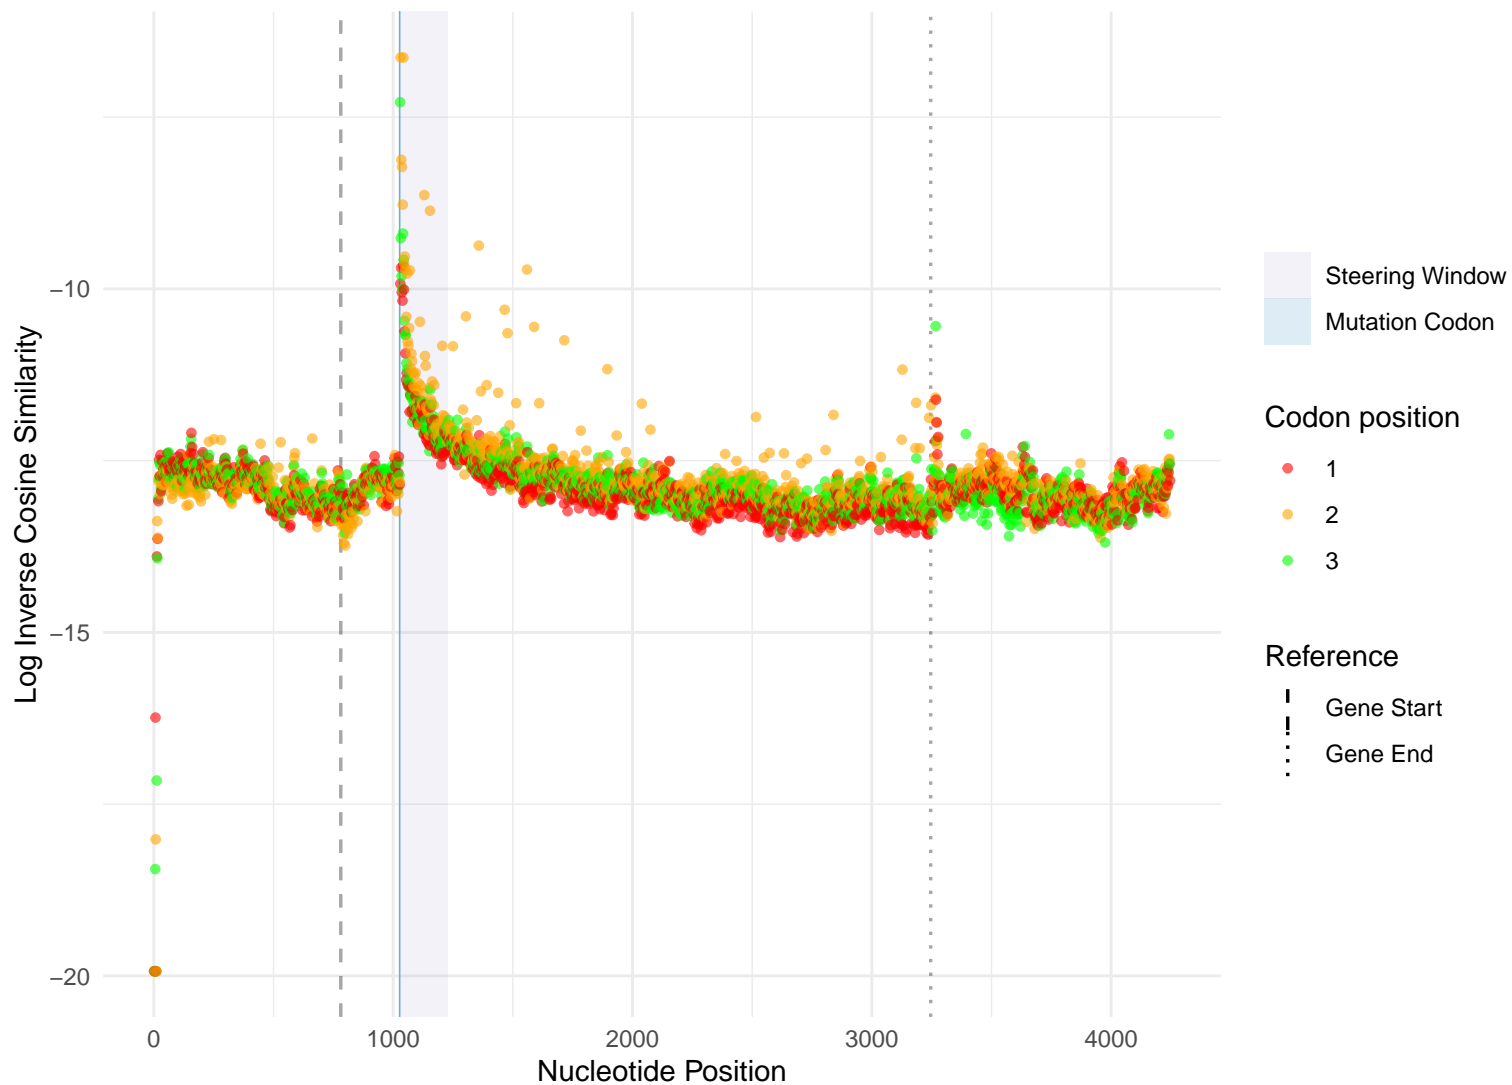 Log Inverse Cosine Similarity
−10
−15
−20
0
1000
2000
3000
4000
Nucleotide Position
Steering Window
Mutation Codon
Codon position
1
2
3
Reference
Gene Start
Gene End